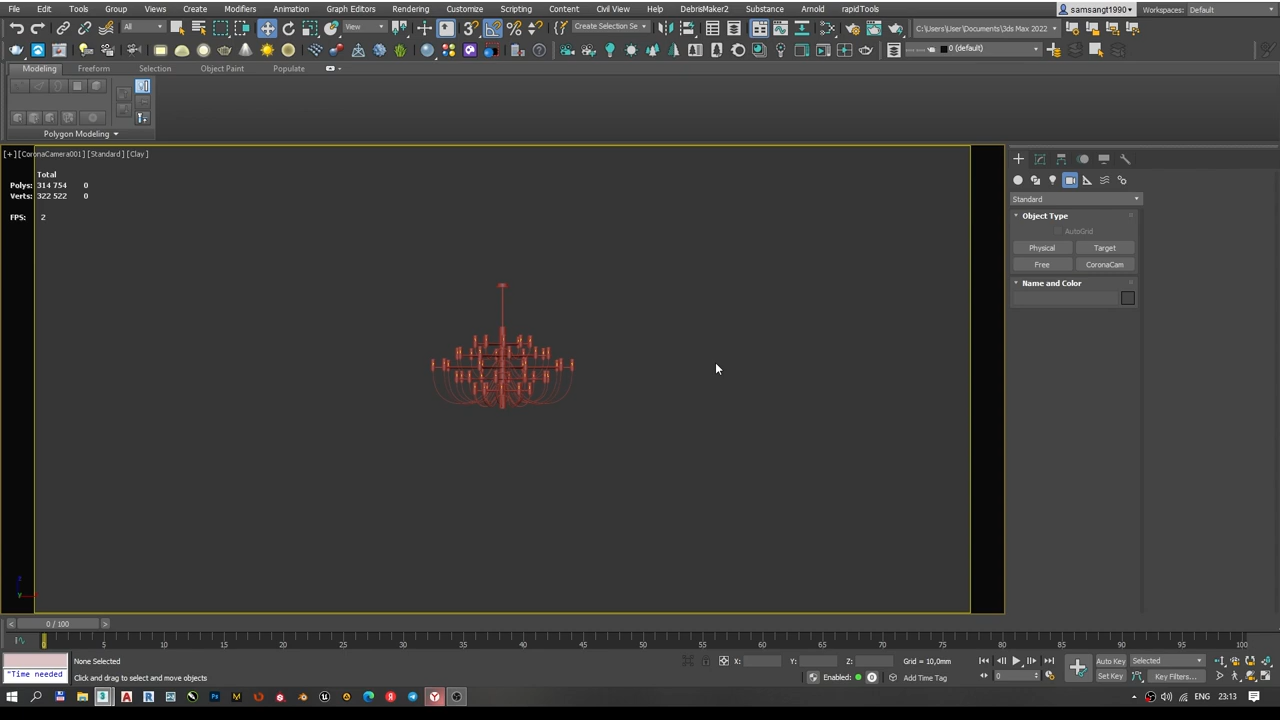 File Edit Tools Group Views Create Modifiers Animation Graph Editors Rendering Customize Scripting Content Civil View Help DebrisMaker2 Substance Arnold rapidTools samsangt1990 Workspaces: Default
All View Create Selection Se C:\Users\User\Documents\3ds Max 2022
0 (default)
Modeling Freeform Selection Object Paint Populate
Polygon Modeling
[+] [CoronaCamera001] [Standard] [Clay]
Total
Polys: 314 754 0
Verts: 322 522 0
FPS: 2
Standard
Object Type
AutoGrid
Physical Target
Free CoronaCam
Name and Color
0 / 100
0 5 10 15 20 25 30 35 40 45 50 55 60 65 70 75 80 85 90 95 100
None Selected X: Y: Z: Grid = 10,0mm Auto Key Selected
"Time needed Click and drag to select and move objects Enabled: Add Time Tag 0 Set Key Key Filters...
ENG 23:13